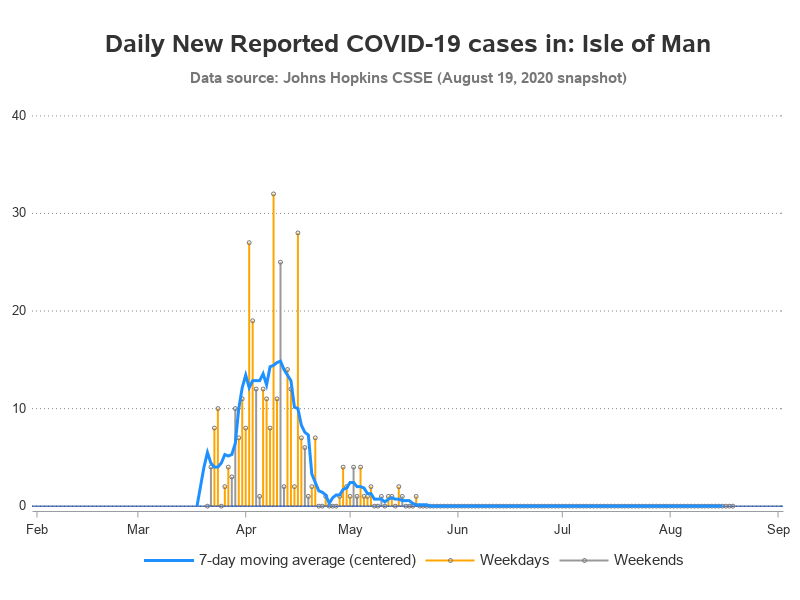 Daily New Reported COVID-19 cases in: Isle of Man
Data source: Johns Hopkins CSSE (August 19, 2020 snapshot)
40
30
20
10
0
Feb Mar Apr May Jun Jul Aug Sep
7-day moving average (centered) Weekdays Weekends